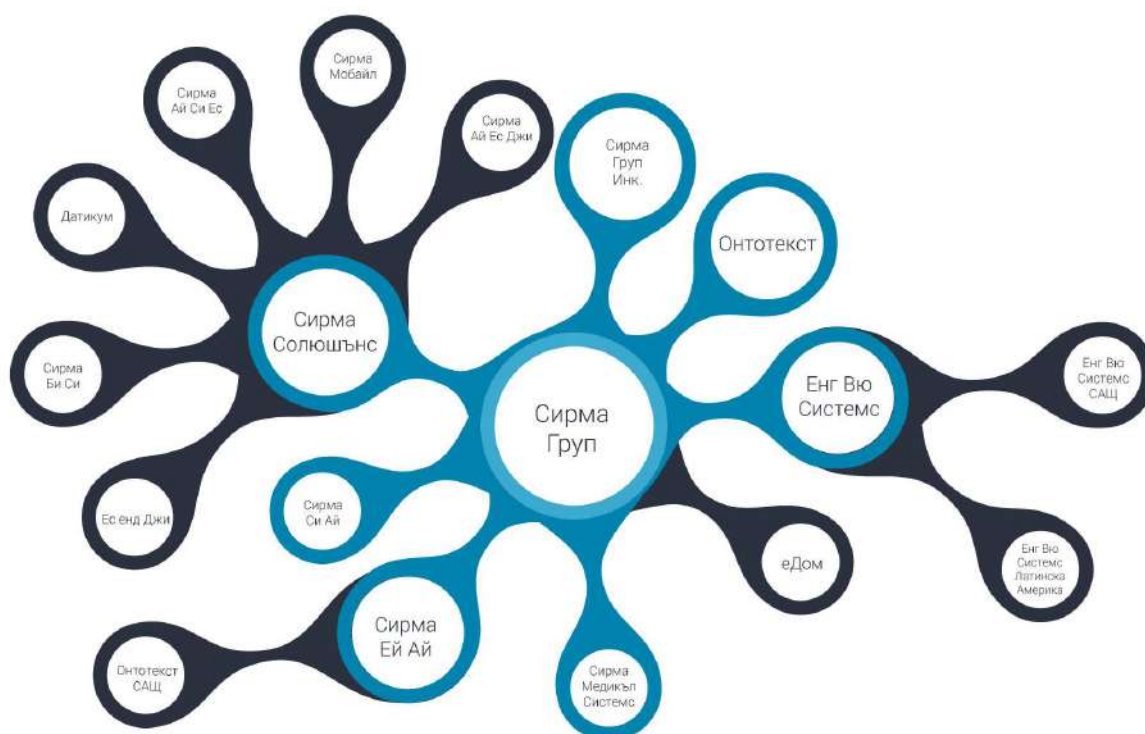 Сирма
Мобайл
Сирма
Ай Си Ес
Сирма
Ай Ес Джи
Сирма
Груп
Инк.
Датикум
Онтотекст
Сирма
Солюшънс
Сирма
Би Си
Енг Вю
Системс
Енг Вю
Системс
САЩ
Сирма
Груп
Сирма
Си Ай
Ес енд Джи
еДом
Енг Вю
Системс
Латинска
Америка
Сирма
Ей Ай
Онтотекст
САЩ
Сирма
Медикъл
Системс